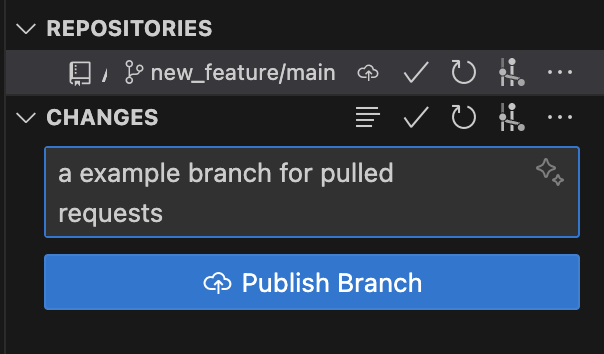 REPOSITORIES
new_feature/main
CHANGES
a example branch for pulled
requests
Publish Branch